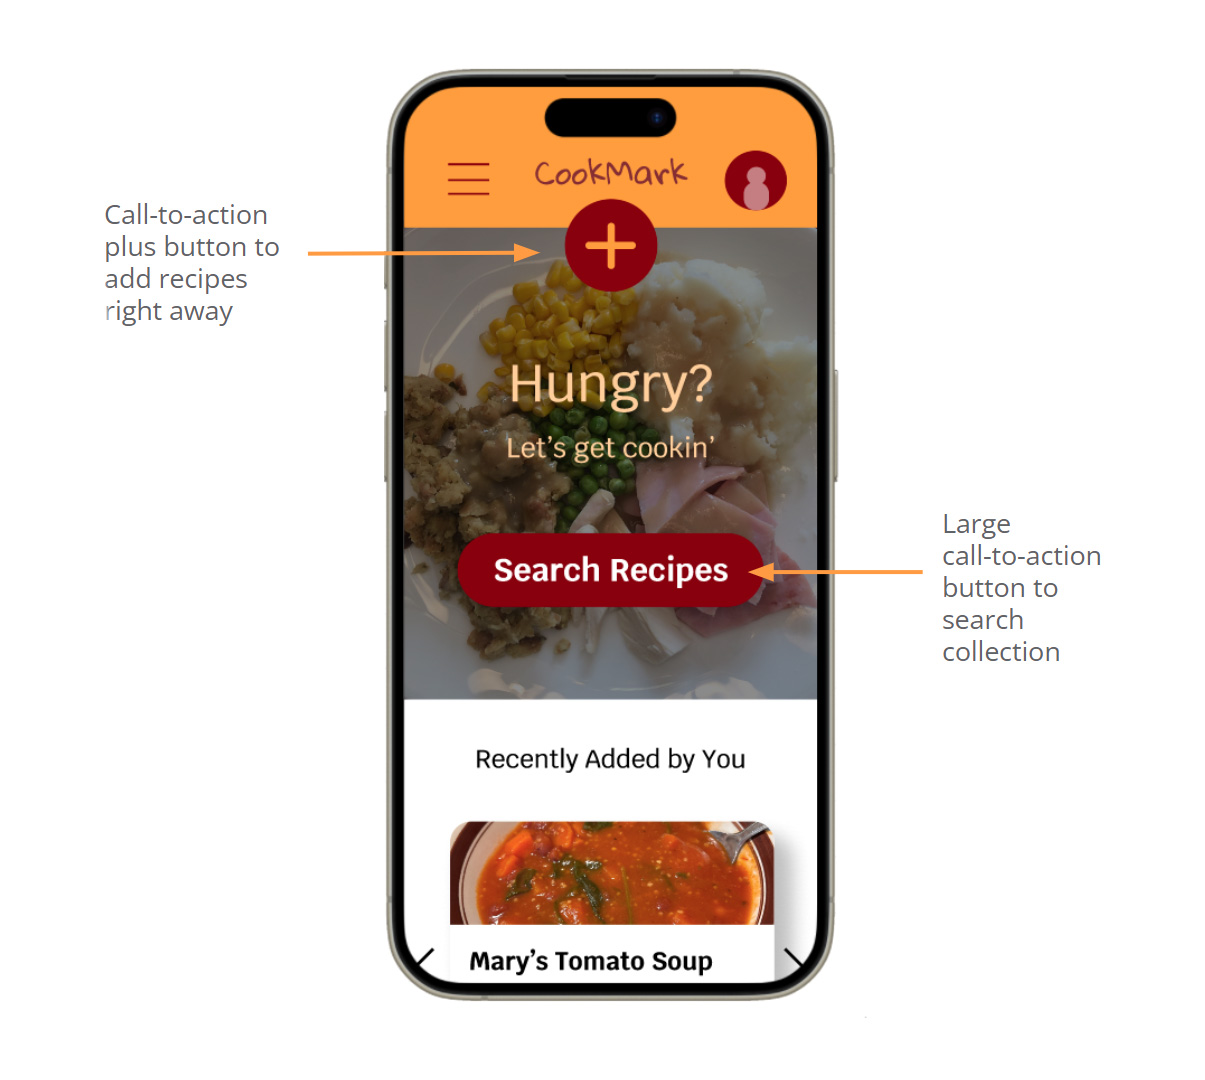 CookMark
Call-to-action
plus button to
add recipes
right away
Hungry?
Let’s get cookin’
Search Recipes
Large
call-to-action
button to
search
collection
Recently Added by You
Mary’s Tomato Soup